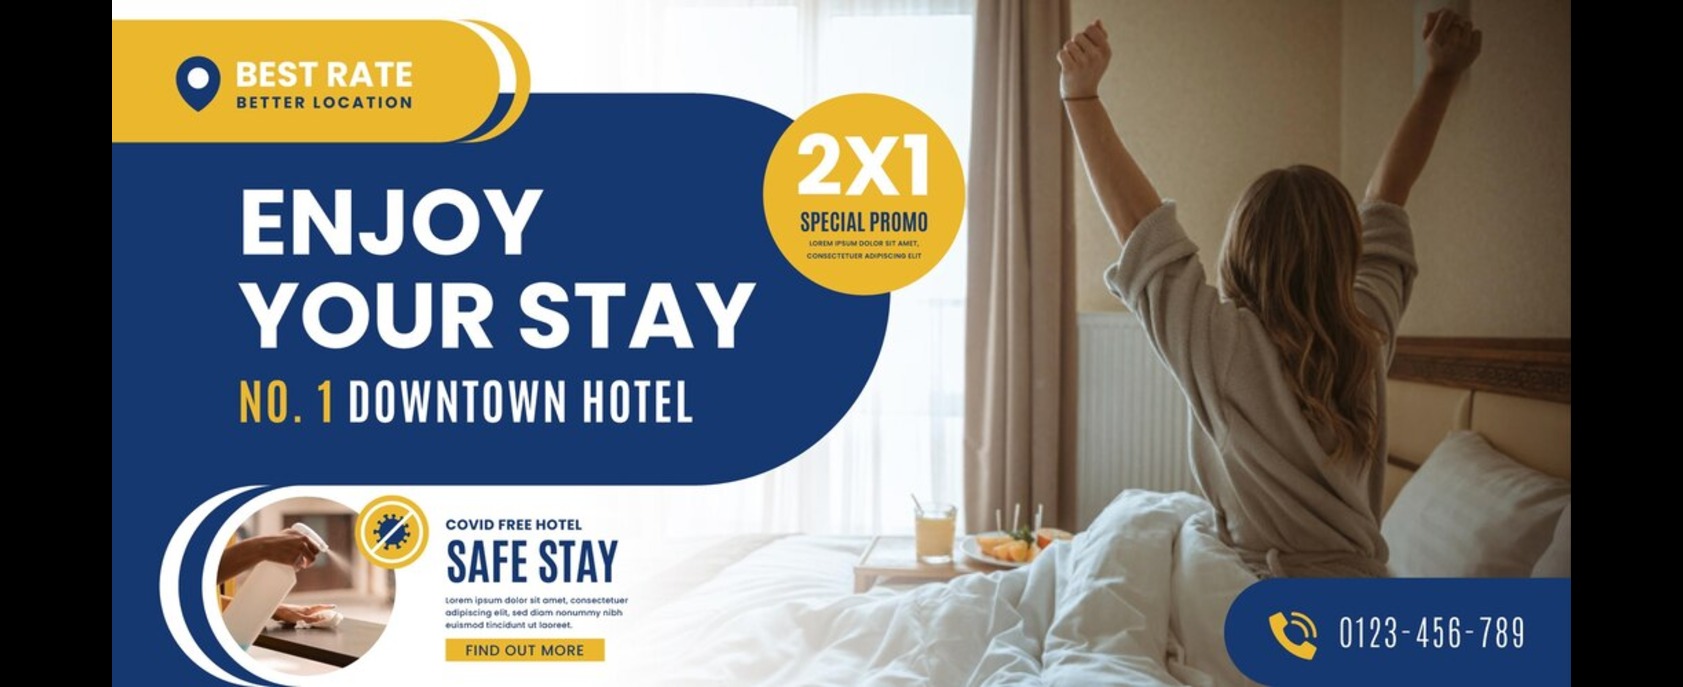 BEST RATE
BETTER LOCATION
ENJOY
YOUR STAY
NO. 1 DOWNTOWN HOTEL
2X1
SPECIAL PROMO
LOREM IPSUM DOLOR SIT AMET,
CONSECTETUER ADIPISCING ELIT
COVID FREE HOTEL
SAFE STAY
Lorem ipsum dolor sit amet, consectetuer
adipiscing elit, sed diam nonummy nibh
euismod tincidunt ut laoreet.
FIND OUT MORE
0123-456-789